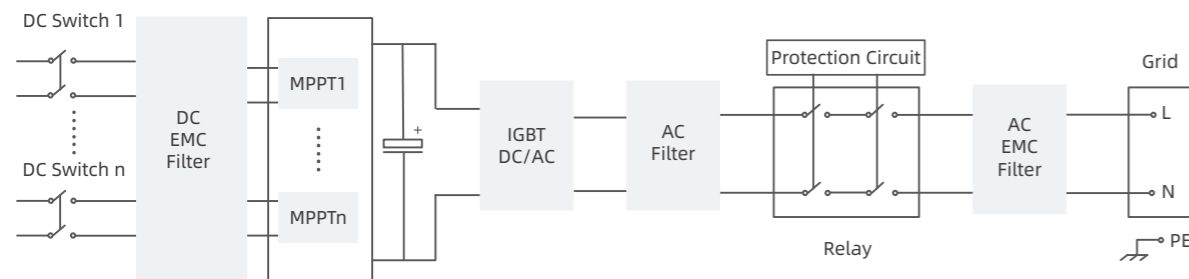 DC Switch 1
DC Switch n
DC
EMC
Filter
MPPT1
MPPTn
+
IGBT
DC/AC
AC
Filter
Protection Circuit
Relay
AC
EMC
Filter
Grid
L
N
PE